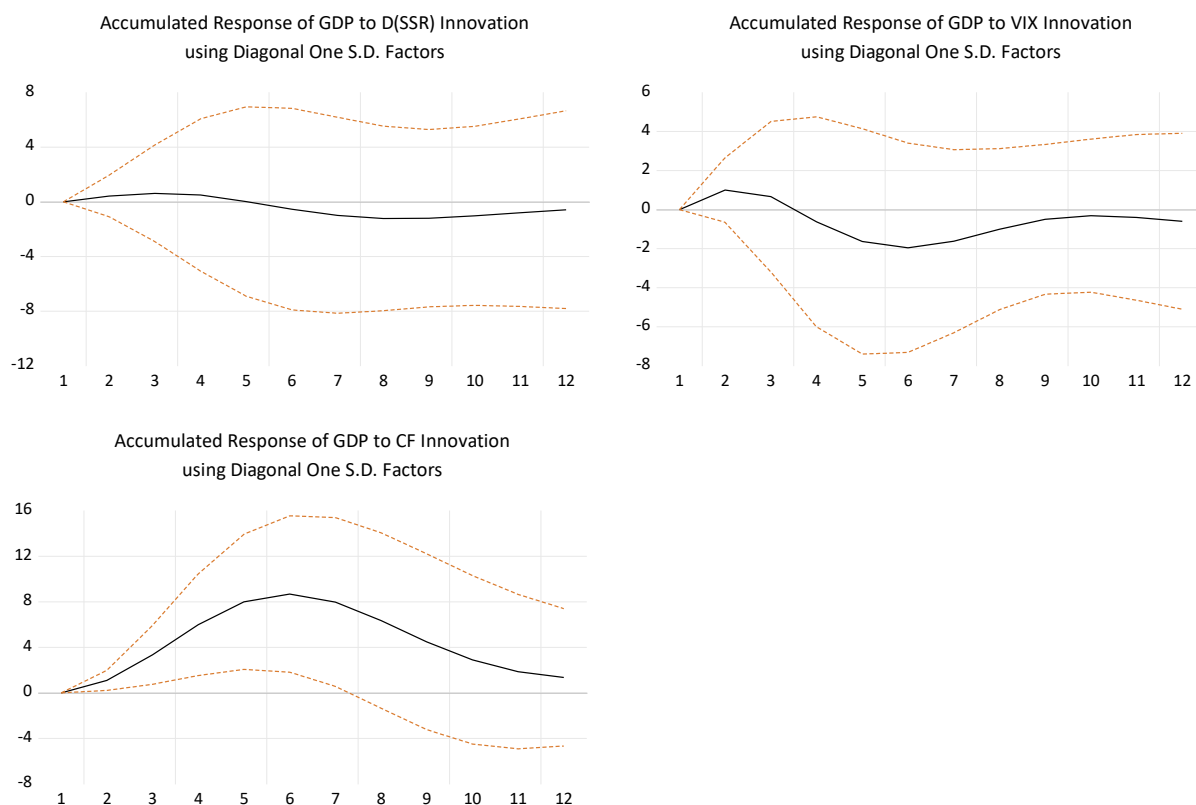 Accumulated Response of GDP to D(SSR) Innovation
using Diagonal One S.D. Factors
8
4
0
-4
-8
-12
1 2 3 4 5 6 7 8 9 10 11 12
Accumulated Response of GDP to VIX Innovation
using Diagonal One S.D. Factors
6
4
2
0
-2
-4
-6
-8
1 2 3 4 5 6 7 8 9 10 11 12
Accumulated Response of GDP to CF Innovation
using Diagonal One S.D. Factors
16
12
8
4
0
-4
-8
1 2 3 4 5 6 7 8 9 10 11 12